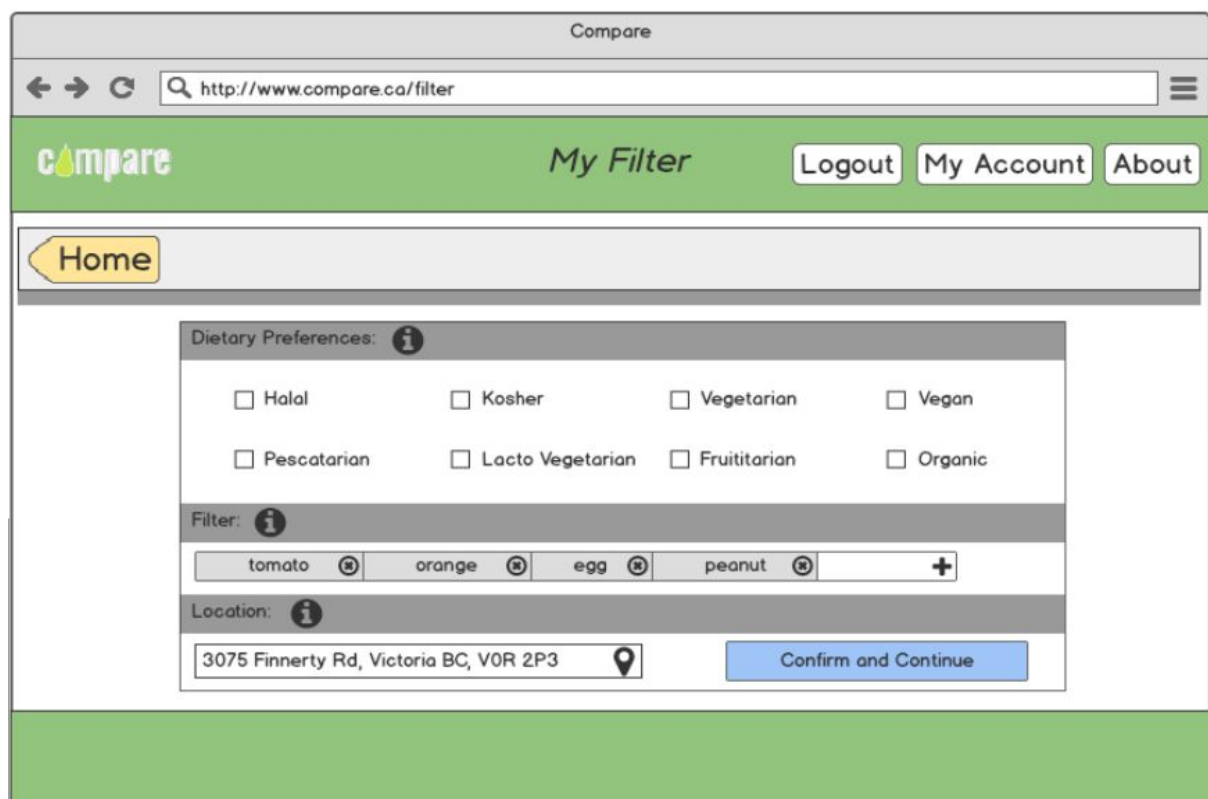 Compare
http://www.compare.ca/filter
compare My Filter Logout My Account About
Home
Dietary Preferences:
Halal Kosher Vegetarian Vegan
Pescatarian Lacto Vegetarian Fruititarian Organic
Filter:
tomato orange egg peanut
Location:
3075 Finnerty Rd, Victoria BC, V0R 2P3 Confirm and Continue